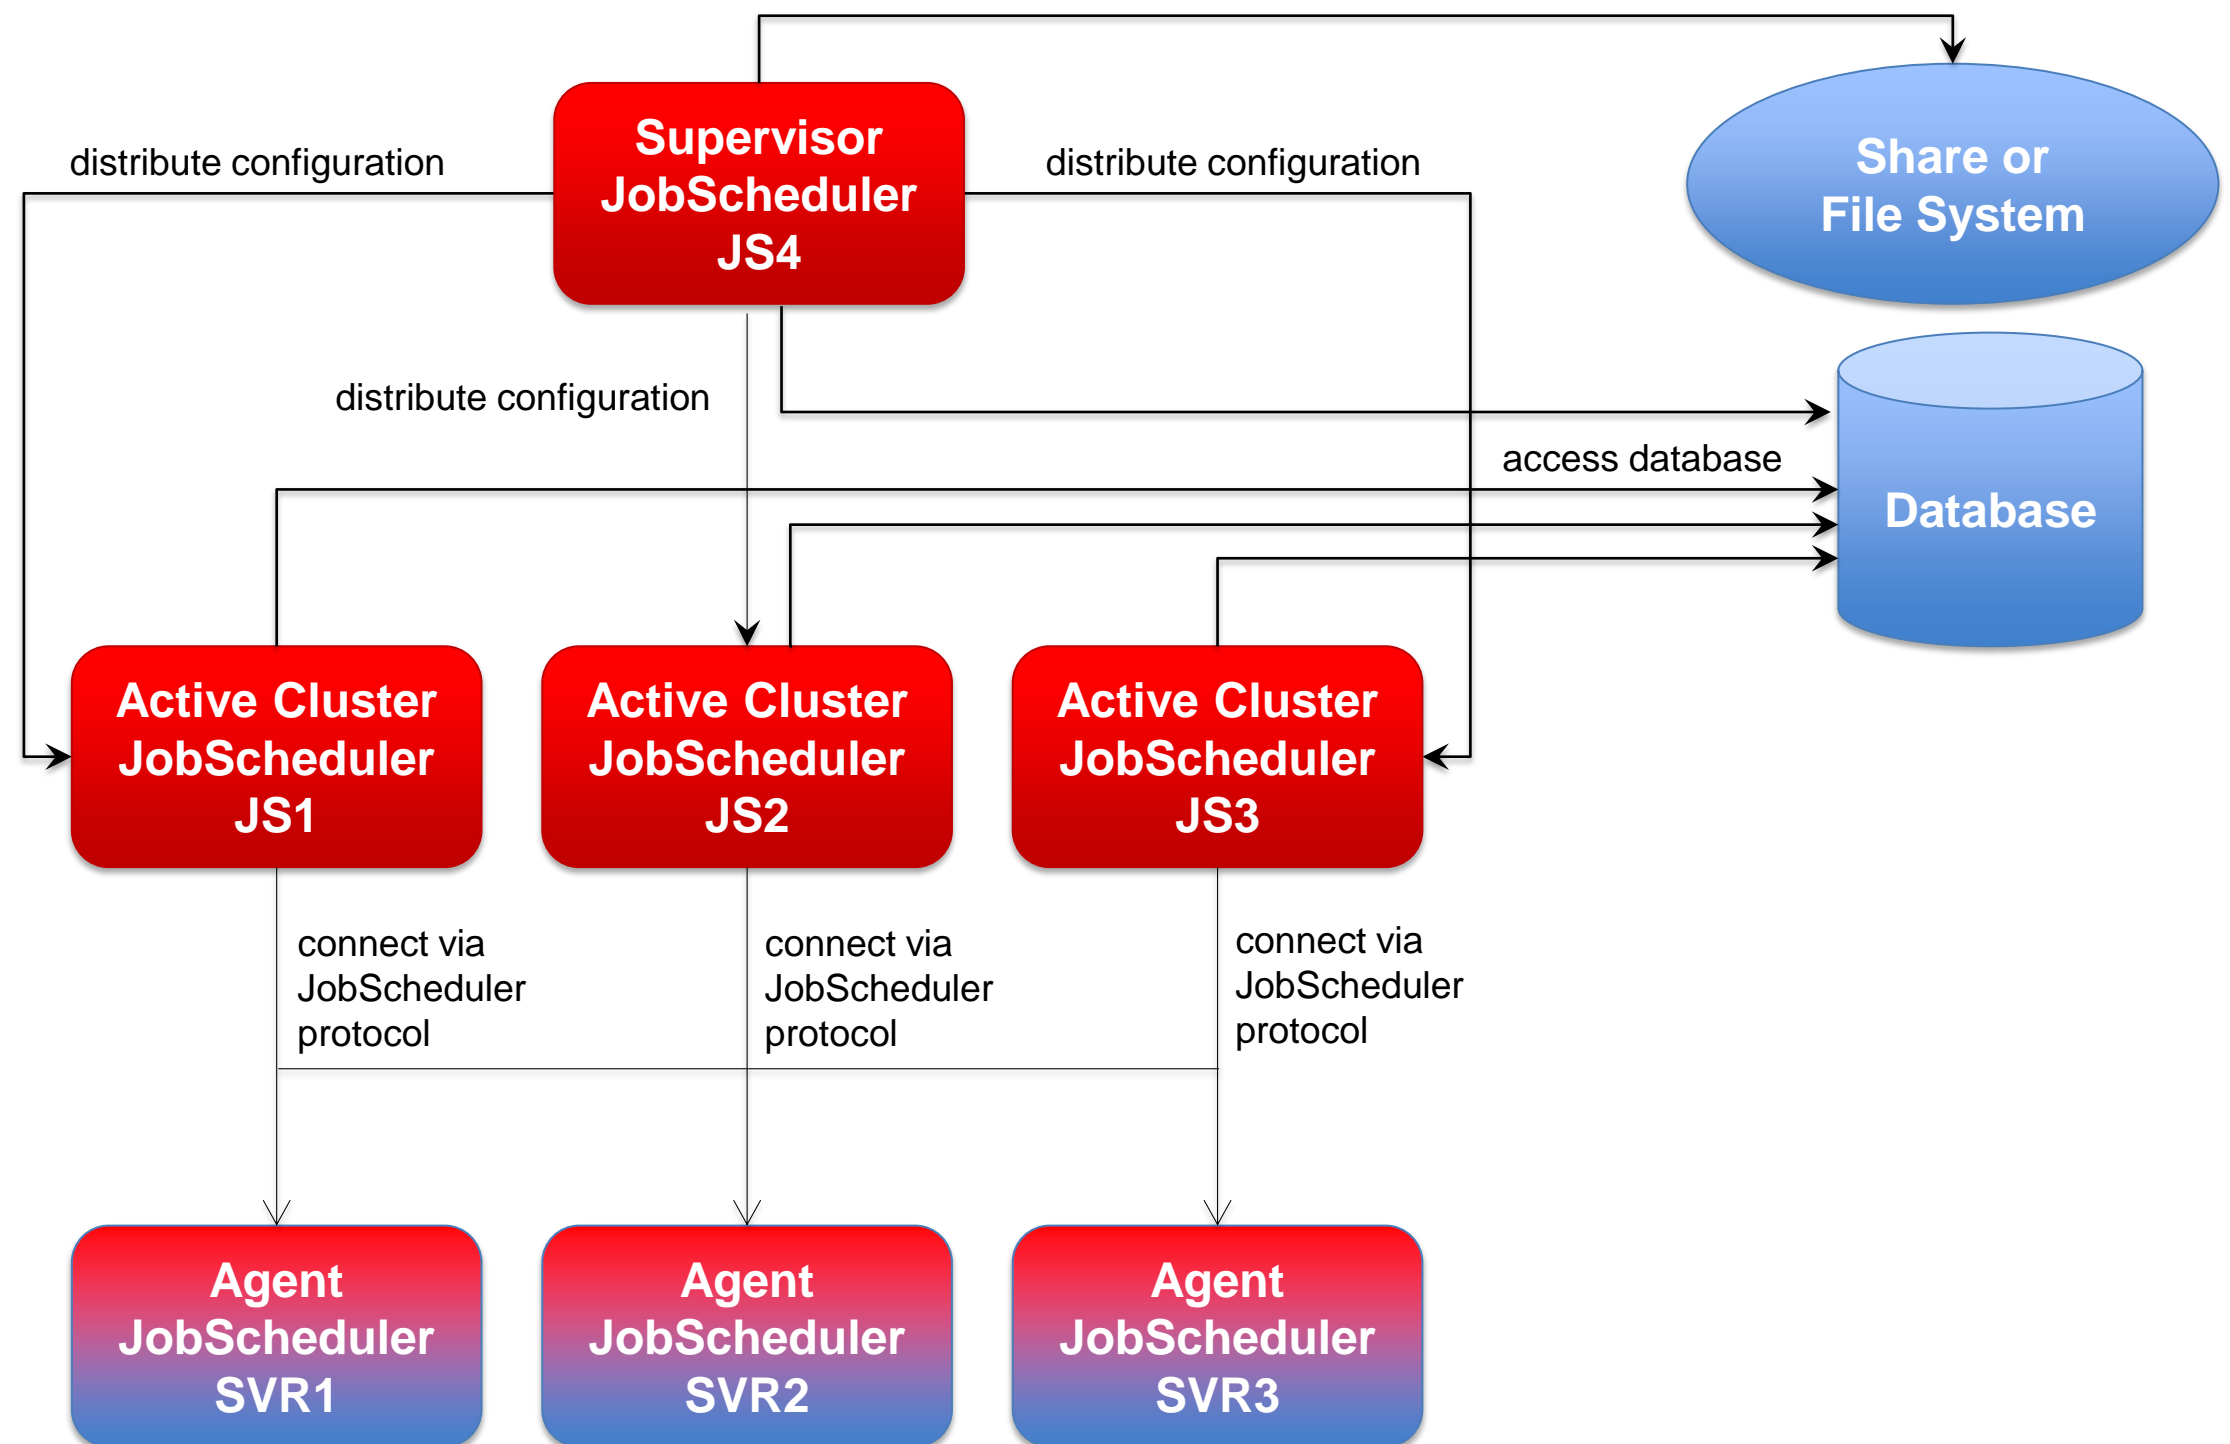 Supervisor
JobScheduler
JS4
Share or
File System
distribute configuration
distribute configuration
distribute configuration
access database
Database
Active Cluster
JobScheduler
JS1
Active Cluster
JobScheduler
JS2
Active Cluster
JobScheduler
JS3
connect via
JobScheduler
protocol
connect via
JobScheduler
protocol
connect via
JobScheduler
protocol
Agent
JobScheduler
SVR1
Agent
JobScheduler
SVR2
Agent
JobScheduler
SVR3